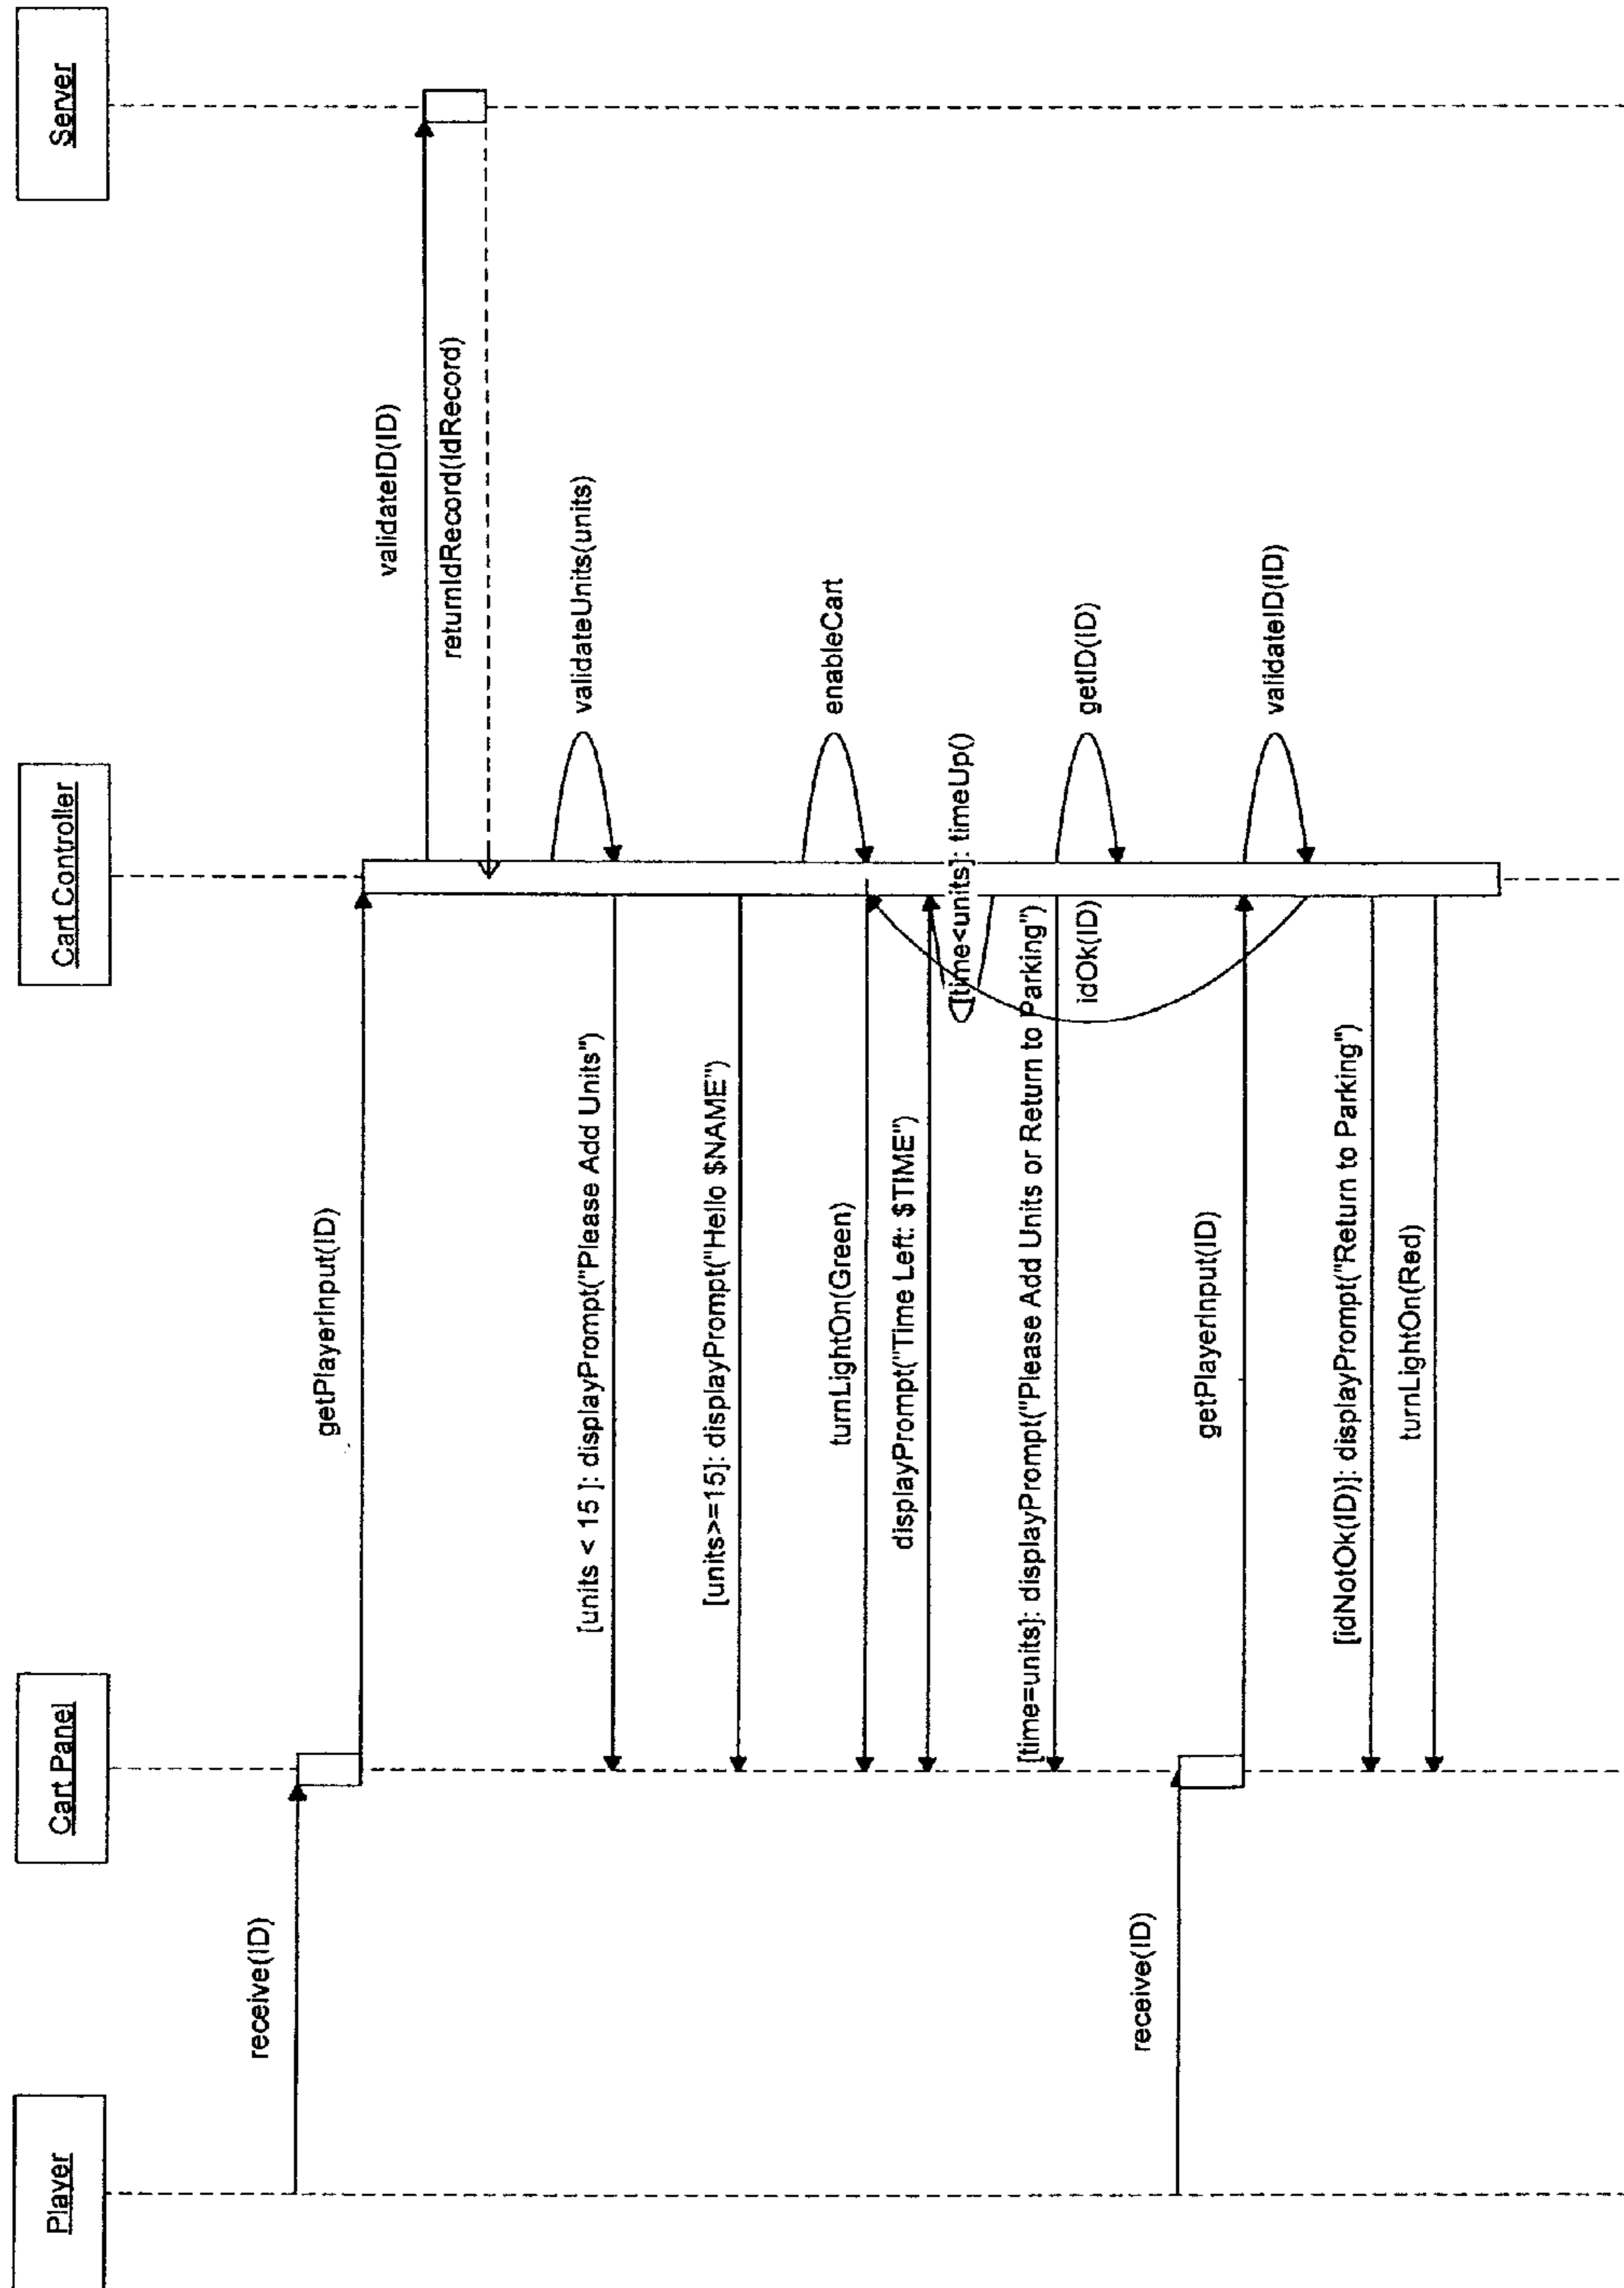 Player
Cart Panel
Cart Controller
Server
receive(ID)
getPlayerInput(ID)
validateID(ID)
returnIdRecord(IdRecord)
validateUnits(units)
[units < 15 ]: displayPrompt("Please Add Units")
[units>=15]: displayPrompt("Hello $NAME")
enableCart
turnLightOn(Green)
displayPrompt("Time Left: $TIME")
[time<units]: timeUp()
[time=units]: displayPrompt("Please Add Units or Return to Parking")
getID(ID)
idOk(ID)
receive(ID)
getPlayerInput(ID)
validateID(ID)
[idNotOk(ID)]: displayPrompt("Return to Parking")
turnLightOn(Red)